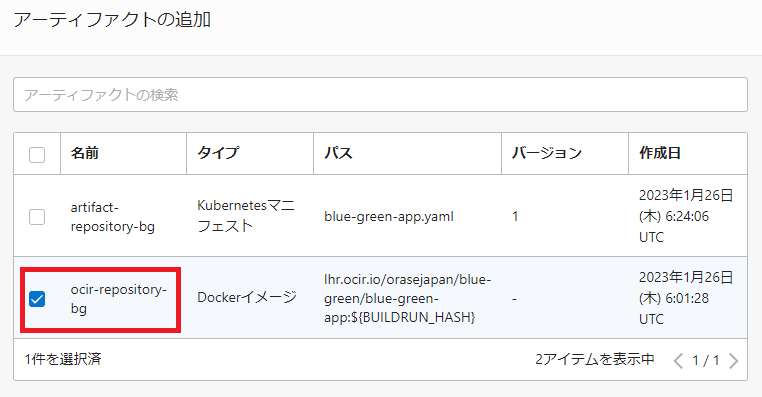 アーティファクトの追加
アーティファクトの検索
名前 タイプ パス バージョン 作成日
artifact-
repository-bg
Kubernetesマニ
フェスト
blue-green-app.yaml
1
2023年1月26日
(木) 6:24:06
UTC
ocir-repository-
bg
Dockerイメージ
lhr.ocir.io/orasejapan/blue-
green/blue-green-
app:${BUILDRUN_HASH}
-
2023年1月26日
(木) 6:01:28
UTC
1件を選択済 2アイテムを表示中 1 / 1